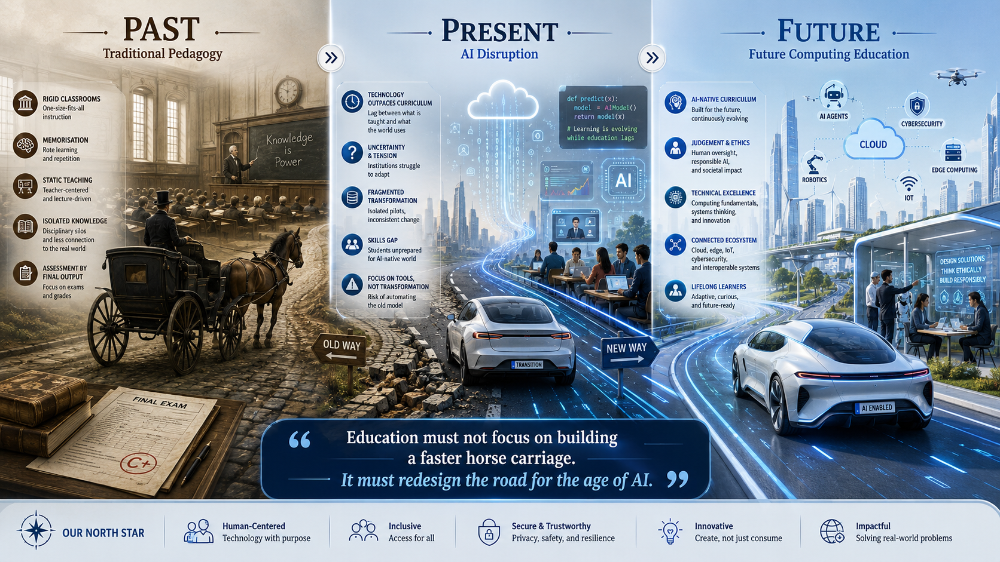 PAST
Traditional Pedagogy
RIGID CLASSROOMS
One-size-fits-all
instruction
MEMORISATION
Rote learning
and repetition
STATIC TEACHING
Teacher-centered
and lecture-driven
ISOLATED KNOWLEDGE
Disciplinary silos
and less connection
to the real world
ASSESSMENT BY
FINAL OUTPUT
Focus on exams
and grades
Knowledge
is
Power
FINAL EXAM
C+
PRESENT
AI Disruption
TECHNOLOGY
OUTPACES CURRICULUM
Lag between what is
taught and what
the world uses
UNCERTAINTY
& TENSION
Institutions struggle
to adapt
FRAGMENTED
TRANSFORMATION
Isolated pilots,
inconsistent change
SKILLS GAP
Students unprepared
for AI-native world
FOCUS ON TOOLS,
NOT TRANSFORMATION
Risk of automating
the old model
def predict(x):
model = AIModel()
return model(x)
# Learning is evolving
while education lags
AI
OLD WAY
TRANSITION
NEW WAY
FUTURE
Future Computing Education
AI-NATIVE CURRICULUM
Built for the future,
continuously evolving
JUDGEMENT & ETHICS
Human oversight,
responsible AI,
and societal impact
TECHNICAL EXCELLENCE
Computing fundamentals,
systems thinking,
and innovation
CONNECTED ECOSYSTEM
Cloud, edge, IoT,
cybersecurity,
and interoperable systems
LIFELONG LEARNERS
Adaptive, curious,
and future-ready
AI AGENTS
CYBERSECURITY
CLOUD
ROBOTICS
IOT
EDGE COMPUTING
DESIGN SOLUTIONS
THINK ETHICALLY
BUILD RESPONSIBLY
AI ENABLED
“ Education must not focus on building
a faster horse carriage.
It must redesign the road for the age of AI. ”
OUR NORTH STAR
Human-Centered
Technology with purpose
Inclusive
Access for all
Secure & Trustworthy
Privacy, safety, and resilience
Innovative
Create, not just consume
Impactful
Solving real-world problems